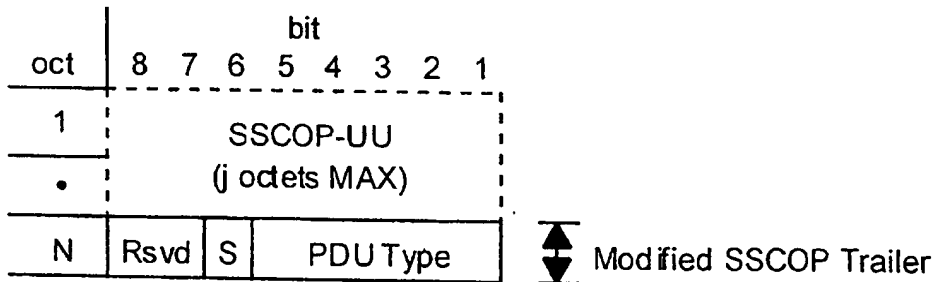 bit
oct 8 7 6 5 4 3 2 1
1 SSCOP-UU
• (j octets MAX)
N Rsvd S PDU Type Modified SSCOP Trailer